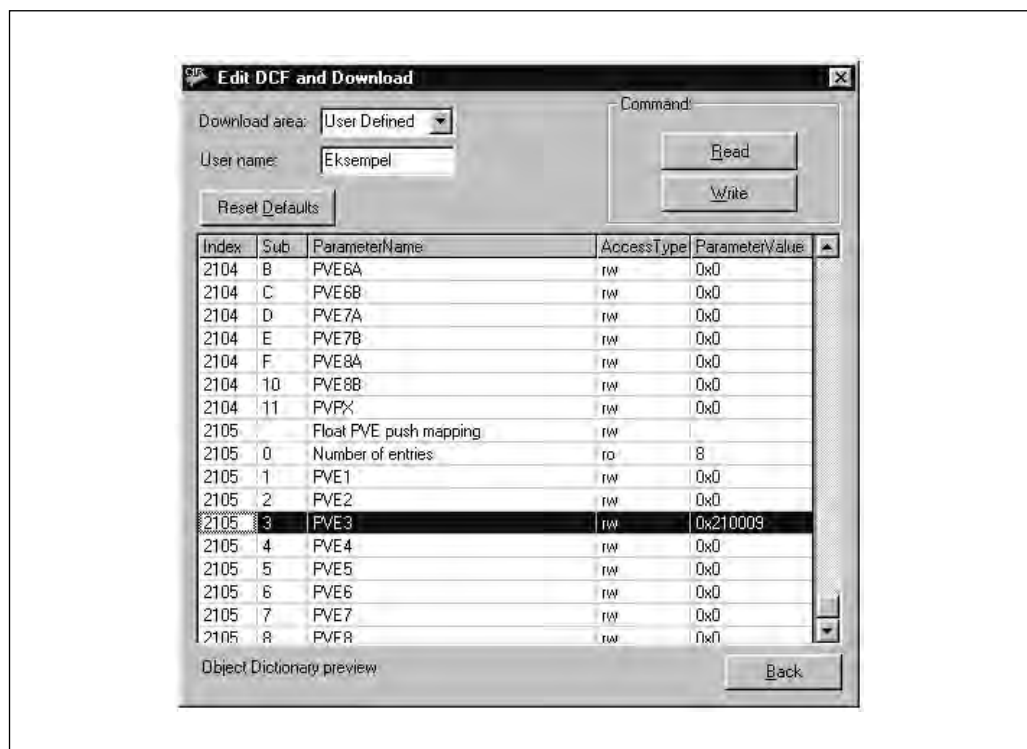 CIP Edit DCF and Download
Command:
Download area: User Defined
Read
User name: Eksempel
Write
Reset Defaults
Index Sub ParameterName AccessType ParameterValue
2104 B PVE6A rw 0x0
2104 C PVE6B rw 0x0
2104 D PVE7A rw 0x0
2104 E PVE7B rw 0x0
2104 F PVE8A rw 0x0
2104 10 PVE8B rw 0x0
2104 11 PVPX rw 0x0
2105 Float PVE push mapping rw
2105 0 Number of entries ro 8
2105 1 PVE1 rw 0x0
2105 2 PVE2 rw 0x0
2105 3 PVE3 rw 0x210009
2105 4 PVE4 rw 0x0
2105 5 PVE5 rw 0x0
2105 6 PVE6 rw 0x0
2105 7 PVE7 rw 0x0
2105 8 PVE8 rw 0x0
Object Dictionary preview
Back